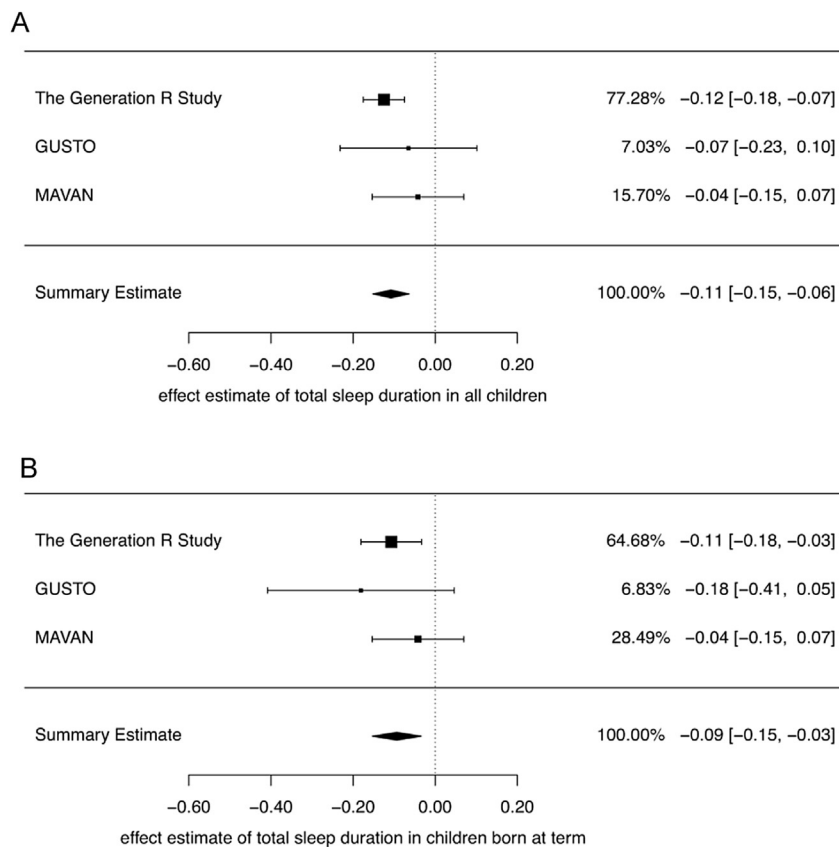 A
The Generation R Study 77.28% −0.12 [−0.18, −0.07]
GUSTO 7.03% −0.07 [−0.23, 0.10]
MAVAN 15.70% −0.04 [−0.15, 0.07]
Summary Estimate 100.00% −0.11 [−0.15, −0.06]
−0.60 −0.40 −0.20 0.00 0.20
effect estimate of total sleep duration in all children
B
The Generation R Study 64.68% −0.11 [−0.18, −0.03]
GUSTO 6.83% −0.18 [−0.41, 0.05]
MAVAN 28.49% −0.04 [−0.15, 0.07]
Summary Estimate 100.00% −0.09 [−0.15, −0.03]
−0.60 −0.40 −0.20 0.00 0.20
effect estimate of total sleep duration in children born at term